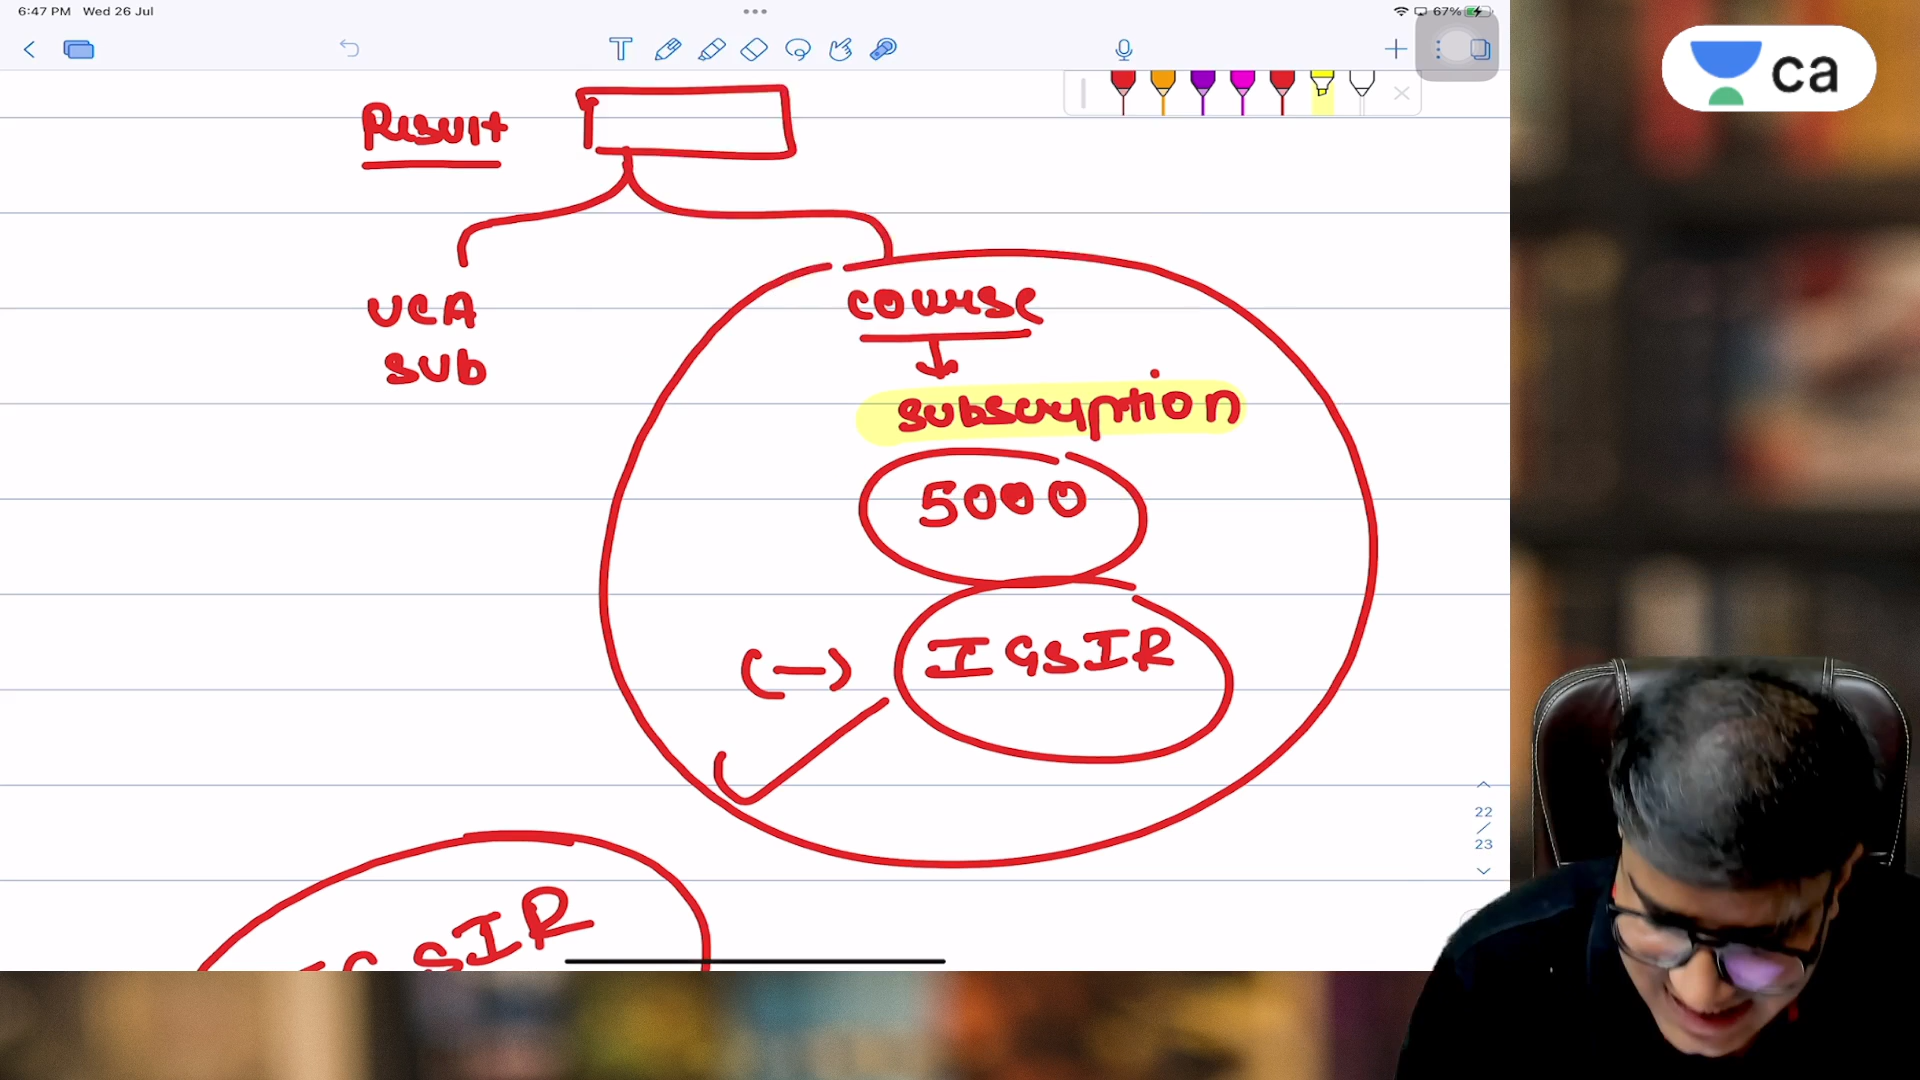 6:47 PM Wed 26 Jul
67%
ca
Result
UCA
Sub
course
subscription
5000
(-) IGSIR
22
/
23
IGSIR